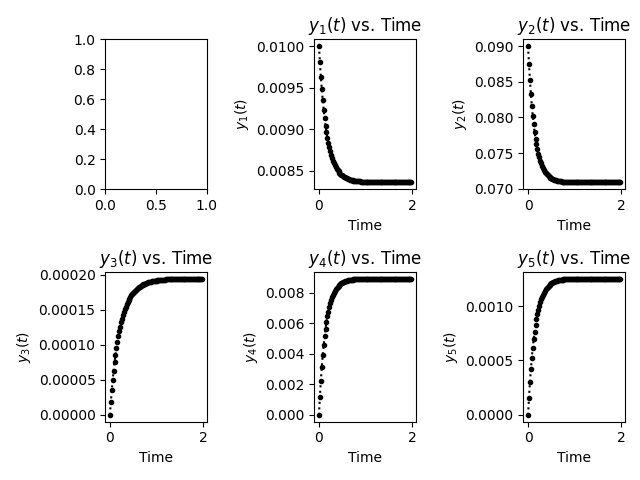 y₁(t) vs. Time
y₂(t) vs. Time
1.0
0.8
0.6
0.4
0.2
0.0
0.0 0.5 1.0
y₁(t)
0.0100
0.0095
0.0090
0.0085
0 2
Time
y₂(t)
0.090
0.085
0.080
0.075
0.070
0 2
Time
y₃(t) vs. Time
y₄(t) vs. Time
y₅(t) vs. Time
y₃(t)
0.00020
0.00015
0.00010
0.00005
0.00000
0 2
Time
y₄(t)
0.008
0.006
0.004
0.002
0.000
0 2
Time
y₅(t)
0.0010
0.0005
0.0000
0 2
Time